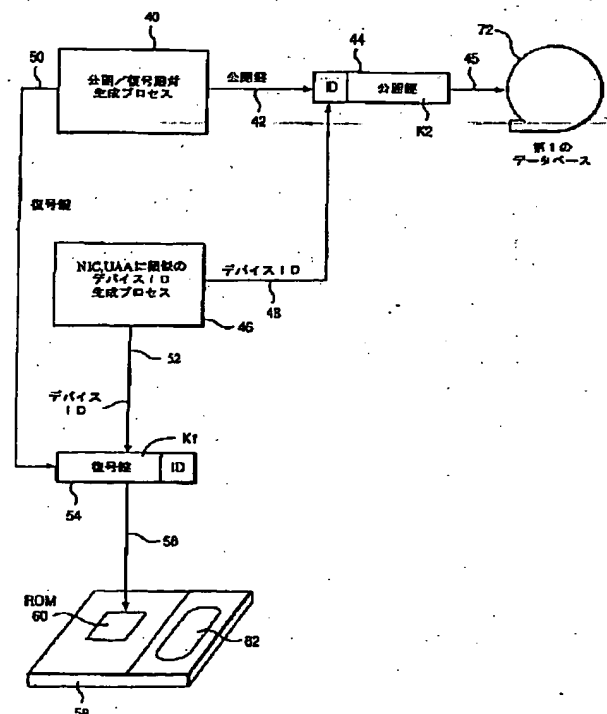 50
40
公開/復号鍵対
生成プロセス
公開鍵
42
44
ID
公開鍵
K2
45
72
第1の
データベース
復号鍵
NIC,UAAに類似の
デバイスID
生成プロセス
46
デバイスID
48
52
デバイス
ID
K1
復号鍵
ID
54
58
ROM
60
82
59